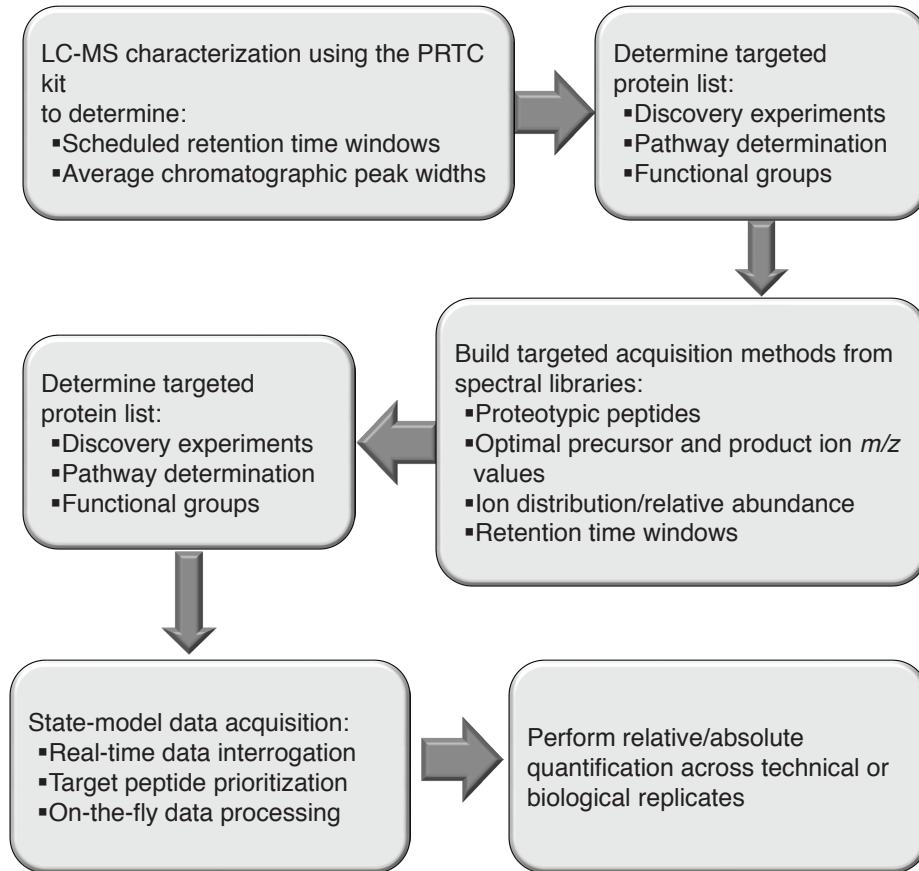 LC-MS characterization using the PRTC
kit
to determine:
▪Scheduled retention time windows
▪Average chromatographic peak widths
Determine targeted
protein list:
▪Discovery experiments
▪Pathway determination
▪Functional groups
Build targeted acquisition methods from
spectral libraries:
▪Proteotypic peptides
▪Optimal precursor and product ion m/z
values
▪Ion distribution/relative abundance
▪Retention time windows
Determine targeted
protein list:
▪Discovery experiments
▪Pathway determination
▪Functional groups
State-model data acquisition:
▪Real-time data interrogation
▪Target peptide prioritization
▪On-the-fly data processing
Perform relative/absolute
quantification across technical or
biological replicates